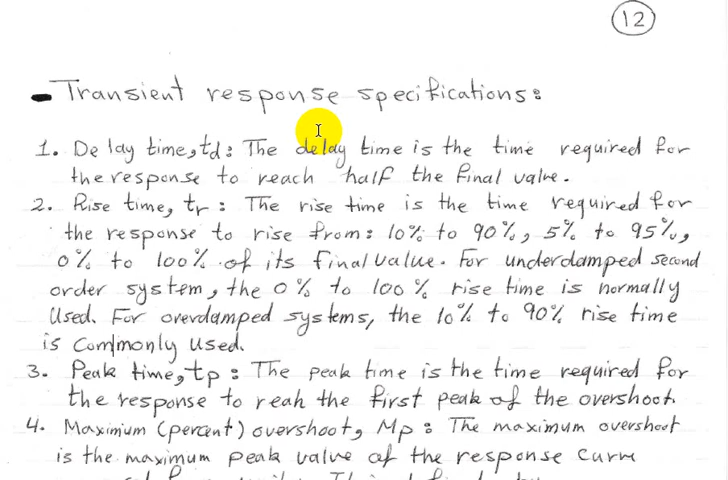 12
- Transient response specifications:
1. Delay time, td: The delay time is the time required for
the response to reach half the final value.
2. Rise time, tr: The rise time is the time required for
the response to rise from: 10% to 90%, 5% to 95%,
0% to 100% of its final value. For underdamped second
order system, the 0% to 100% rise time is normally
Used. For overdamped systems, the 10% to 90% rise time
is commonly used.
3. Peak time, tp: The peak time is the time required for
the response to reah the first peak of the overshoot.
4. Maximum (percent) overshoot, Mp: The maximum overshoot
is the maximum peak value of the response curve